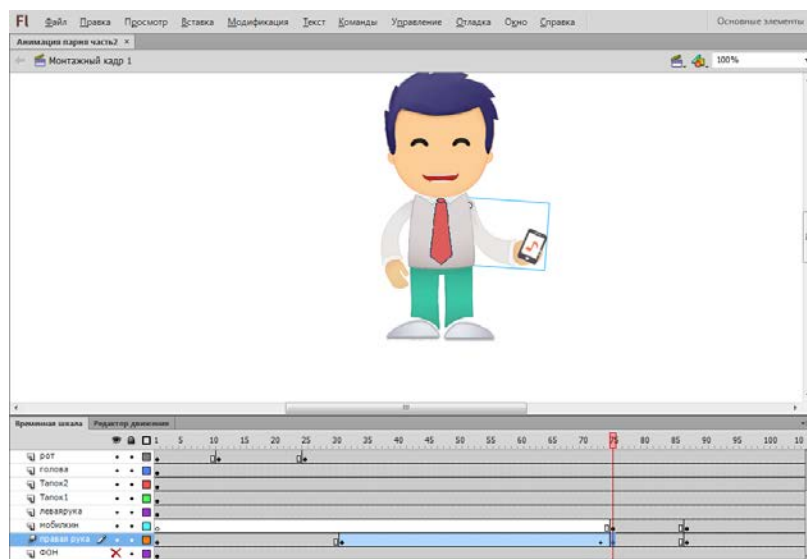 Fl Файл Правка Просмотр Вставка Модификация Текст Команды Управление Отладка Окно Справка Основные элементы
Анимация парня часть2 ×
Монтажный кадр 1 100%
Временная шкала Редактор движения
1 5 10 15 20 25 30 35 40 45 50 55 60 65 70 75 80 85 90 95 100 10
рот
голова
Тапок2
Тапок1
леваярука
мобилкин
правая рука
ФОН